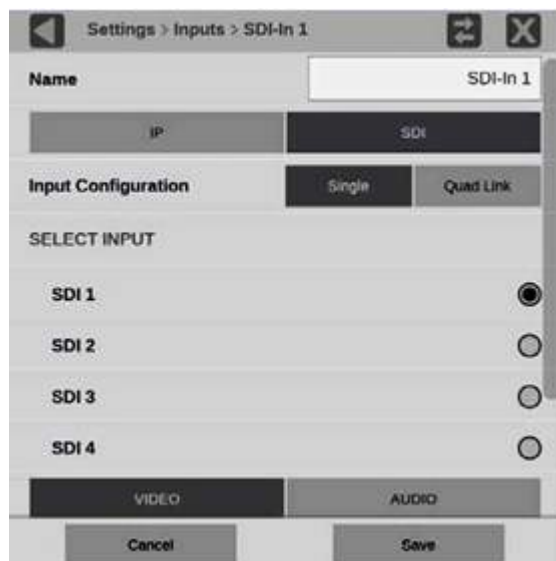 Settings > Inputs > SDI-In 1
Name SDI-In 1
IP SDI
Input Configuration Single Quad Link
SELECT INPUT
SDI 1
SDI 2
SDI 3
SDI 4
VIDEO AUDIO
Cancel Save